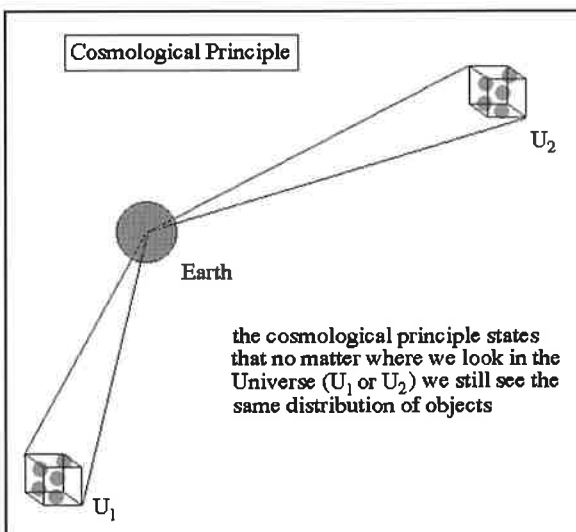 Cosmological Principle
U₂
Earth
the cosmological principle states
that no matter where we look in the
Universe (U₁ or U₂) we still see the
same distribution of objects
U₁